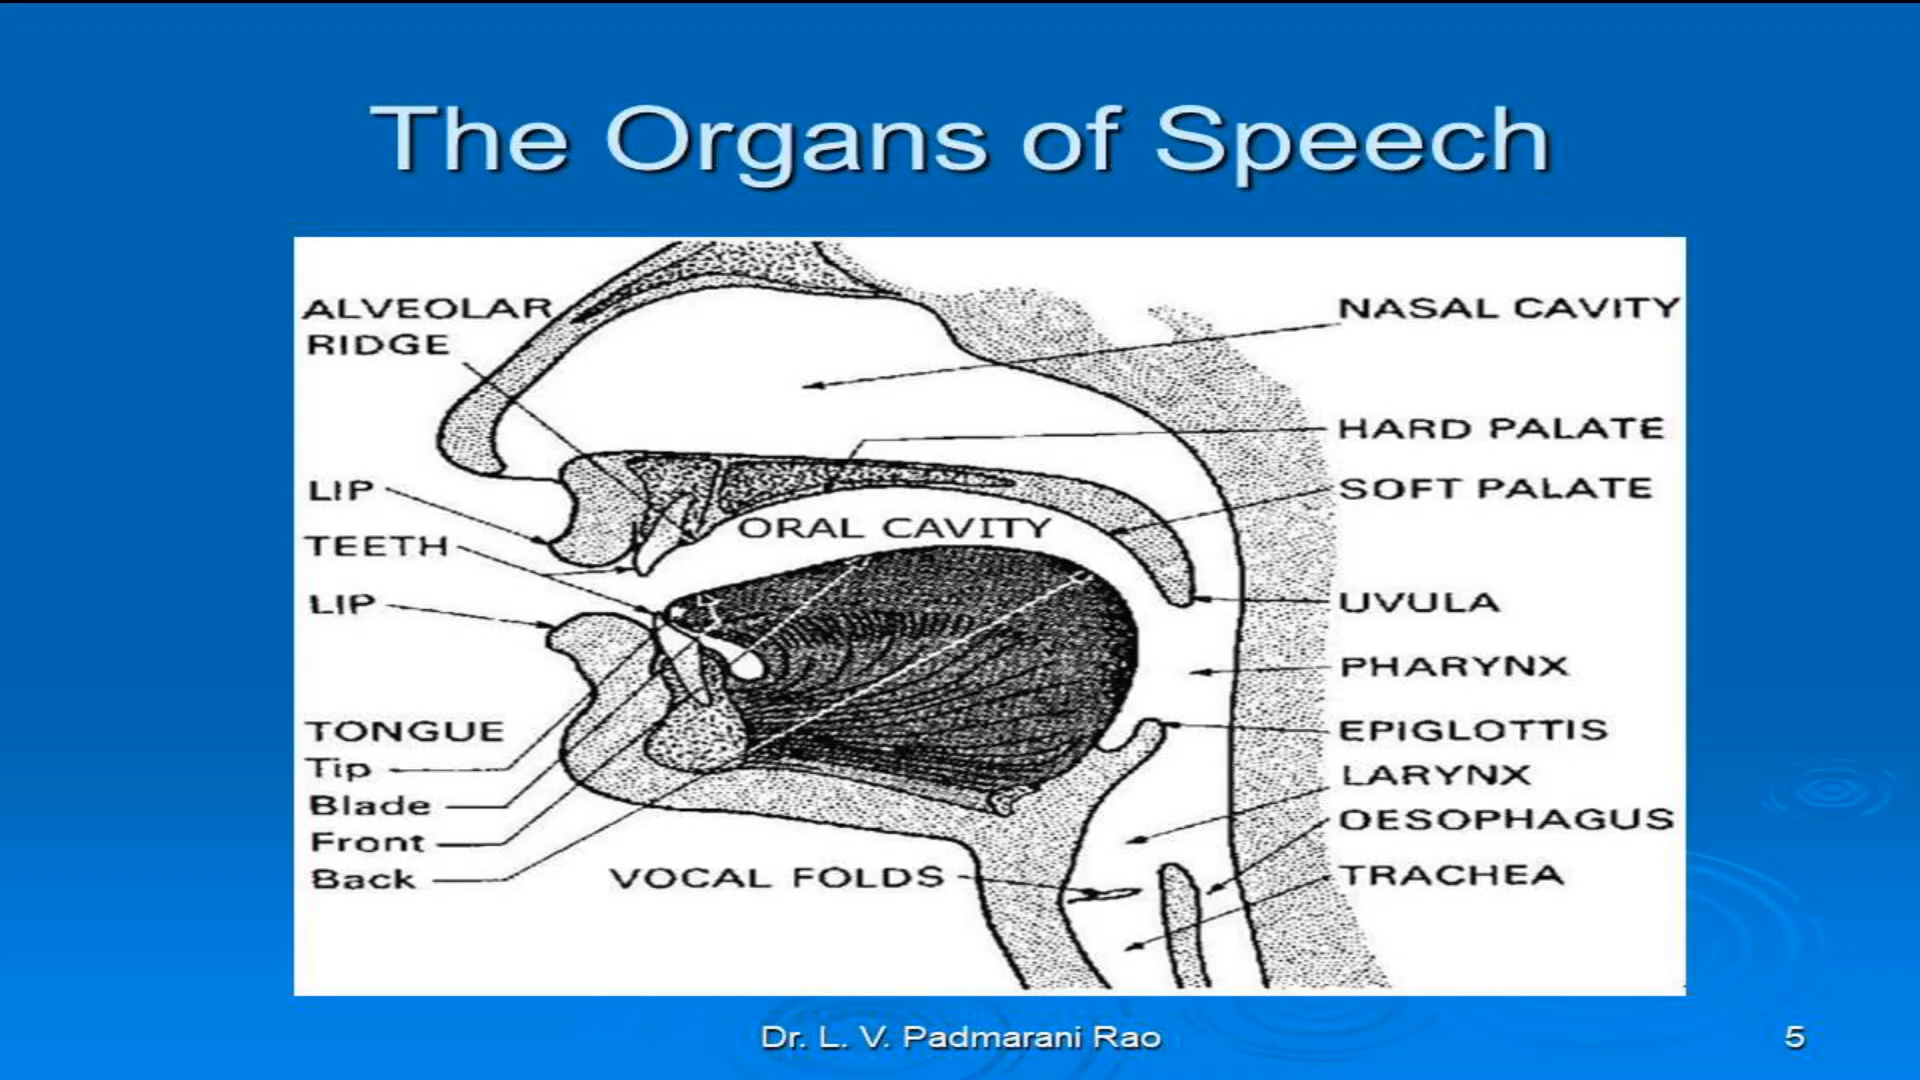 The Organs of Speech
ALVEOLAR
RIDGE
LIP
TEETH
LIP
TONGUE
Tip
Blade
Front
Back
ORAL CAVITY
VOCAL FOLDS
NASAL CAVITY
HARD PALATE
SOFT PALATE
UVULA
PHARYNX
EPIGLOTTIS
LARYNX
OESOPHAGUS
TRACHEA
Dr. L. V. Padmarani Rao
5